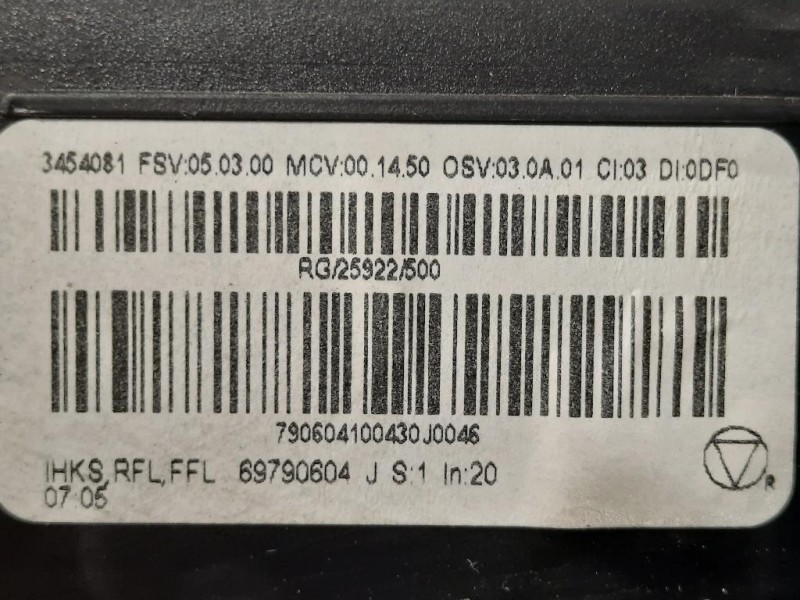 3454081 FSV:05.03.00 MCV:00.14.50 OSV:03.0A.01 CI:03 DI:0DF0
RG/25922/500
790604100430J0046
IHKS,RFL,FFL 69790604 J S:1 In:20
07:05
R